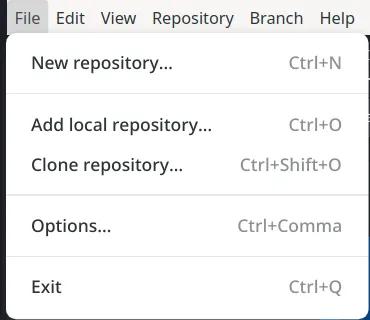 File Edit View Repository Branch Help
New repository... Ctrl+N
Add local repository... Ctrl+O
Clone repository... Ctrl+Shift+O
Options... Ctrl+Comma
Exit Ctrl+Q